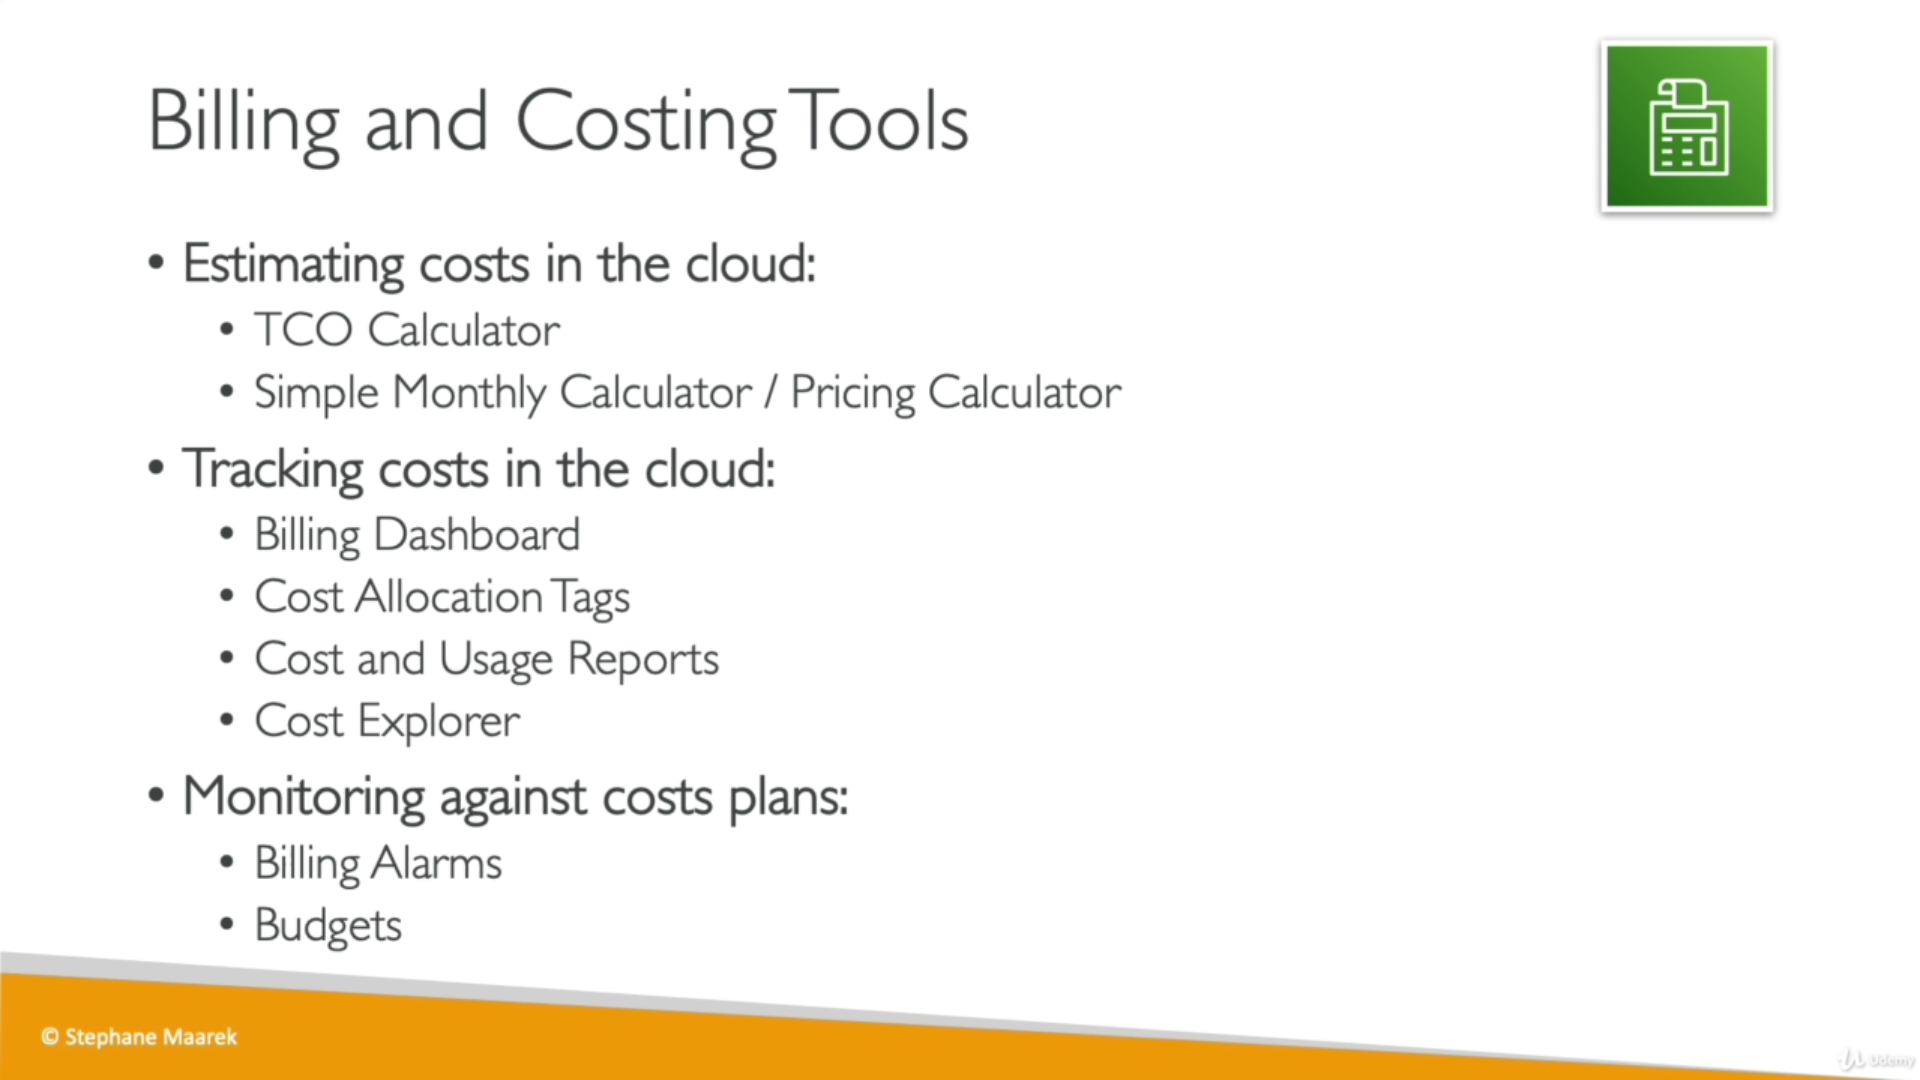 Billing and Costing Tools
• Estimating costs in the cloud:
• TCO Calculator
• Simple Monthly Calculator / Pricing Calculator
• Tracking costs in the cloud:
• Billing Dashboard
• Cost Allocation Tags
• Cost and Usage Reports
• Cost Explorer
• Monitoring against costs plans:
• Billing Alarms
• Budgets
© Stephane Maarek
Udemy